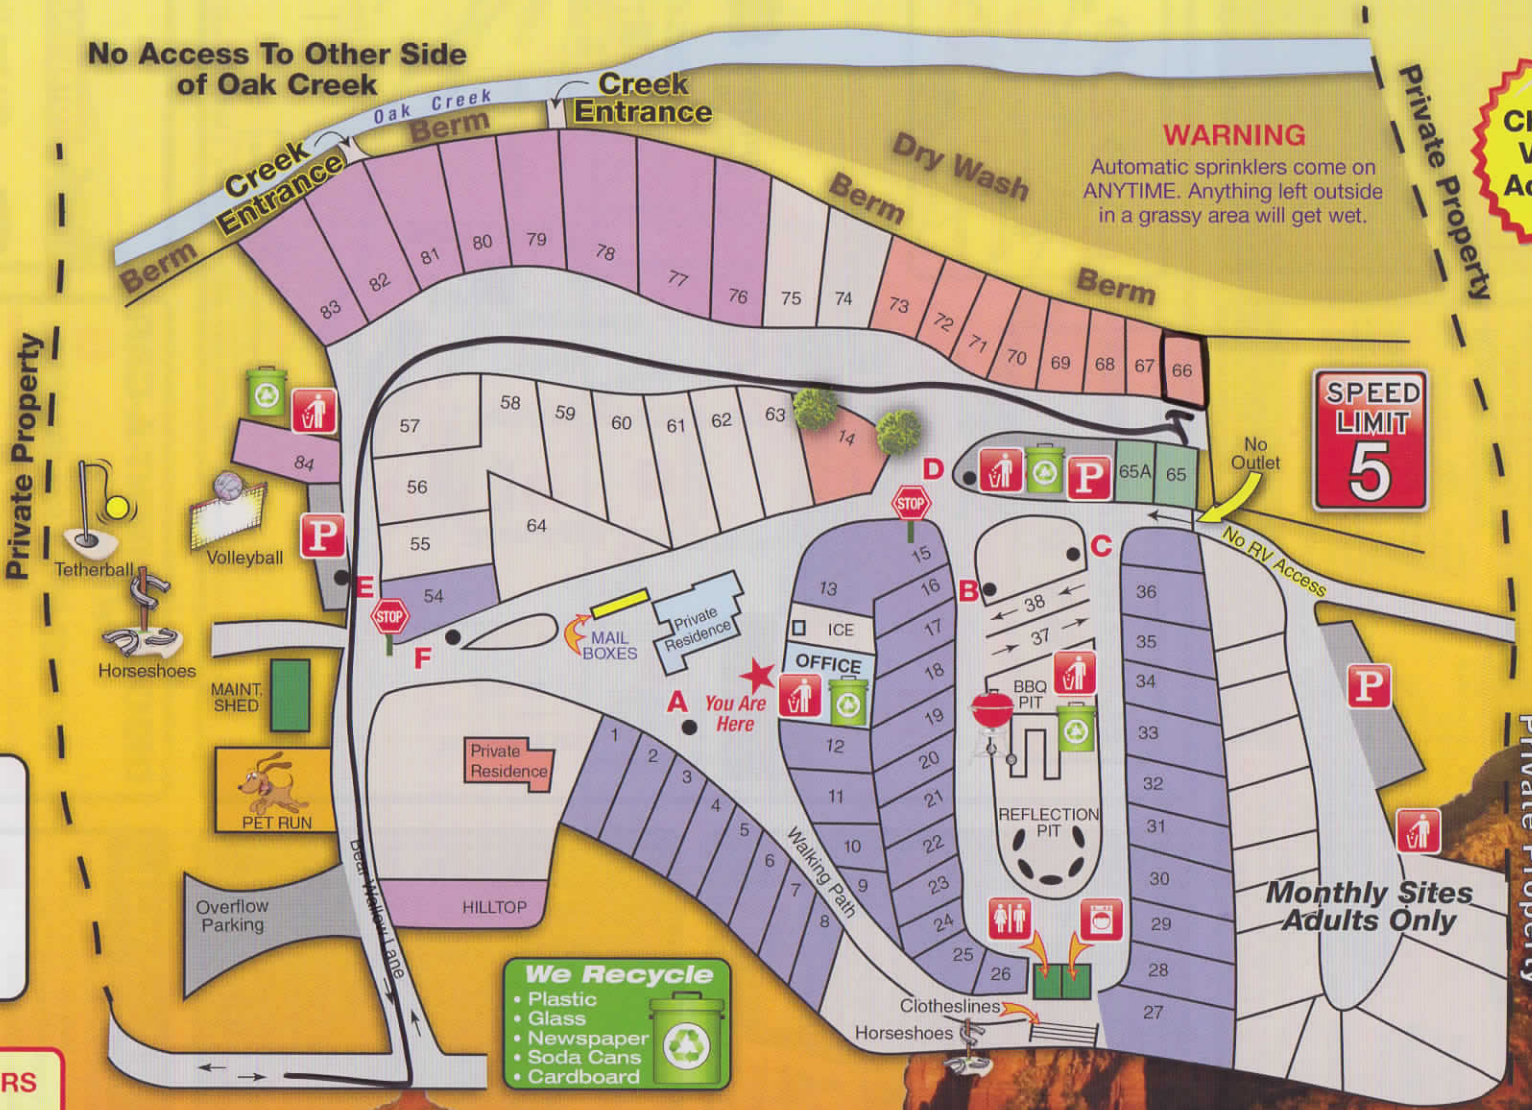 No Access To Other Side
of Oak Creek
Oak Creek
Creek
Entrance
Berm
Creek
Entrance
Berm
Dry Wash
Berm
Berm
WARNING
Automatic sprinklers come on
ANYTIME. Anything left outside
in a grassy area will get wet.
Private Property
Private Property
Private Property
83
82
81
80
79
78
77
76
75
74
73
72
71
70
69
68
67
66
SPEED
LIMIT
5
No
Outlet
No RV Access
84
P
57
58
59
60
61
62
63
14
56
55
54
64
D
P
65A
65
STOP
Volleyball
Tetherball
Horseshoes
E
STOP
F
MAIL
BOXES
Private
Residence
A
You Are
Here
13
ICE
OFFICE
12
11
10
9
15
16
17
18
19
20
21
22
23
24
25
26
B
C
38
37
BBQ
PIT
REFLECTION
PIT
36
35
34
33
32
31
30
29
28
27
P
Monthly Sites
Adults Only
MAINT.
SHED
PET RUN
Private
Residence
1
2
3
4
5
6
7
8
Walking Path
HILLTOP
Overflow
Parking
Bear Wallow Lane
We Recycle
• Plastic
• Glass
• Newspaper
• Soda Cans
• Cardboard
Clotheslines
Horseshoes
RS